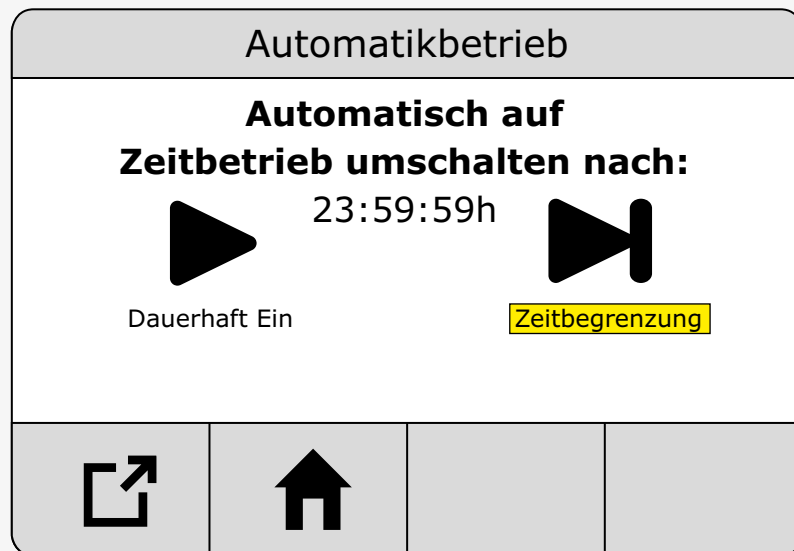 Automatikbetrieb
Automatisch auf
Zeitbetrieb umschalten nach:
23:59:59h
Dauerhaft Ein
Zeitbegrenzung